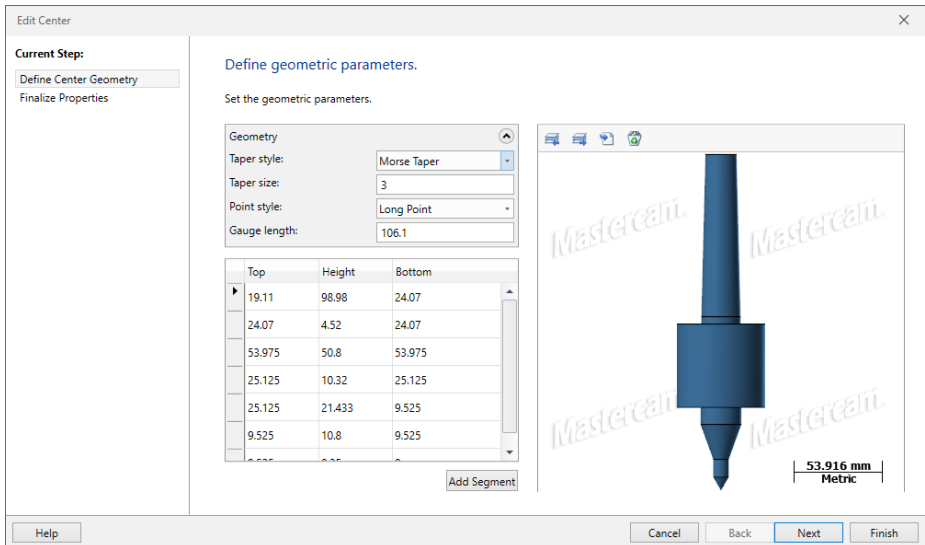 Edit Center
Current Step:
Define Center Geometry
Finalize Properties
Define geometric parameters.
Set the geometric parameters.
Geometry
Taper style: Morse Taper
Taper size: 3
Point style: Long Point
Gauge length: 106.1
Top Height Bottom
19.11 98.98 24.07
24.07 4.52 24.07
53.975 50.8 53.975
25.125 10.32 25.125
25.125 21.433 9.525
9.525 10.8 9.525
Add Segment
Mastercam.
Mastercam.
Mastercam.
Mastercam.
53.916 mm
Metric
Help Cancel Back Next Finish